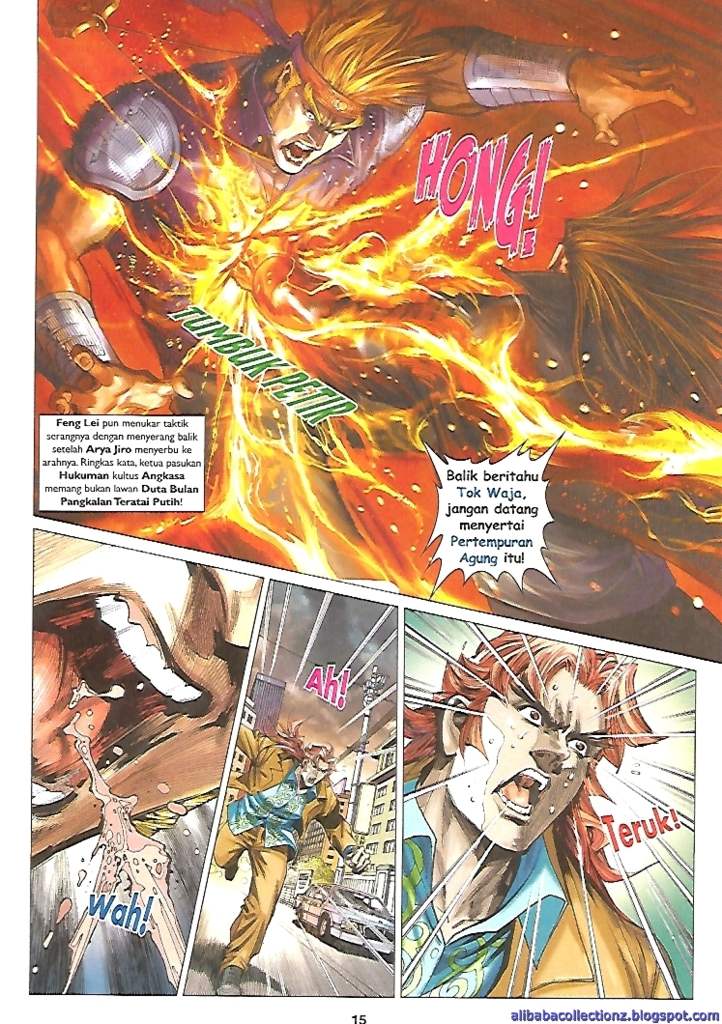 HONG!
TUMBUK PETIR
Feng Lei pun menukar taktik
serangnya dengan menyerang balik
setelah Arya Jiro menyerbu ke
arahnya. Ringkas kata, ketua pasukan
Hukuman kultus Angkasa
memang bukan lawan Duta Bulan
Pangkalan Teratai Putih!
Balik beritahu
Tok Waja,
jangan datang
menyertai
Pertempuran
Agung itu!
Wah!
Ah!
Teruk!
15
alibabacollectionz.blogspot.com